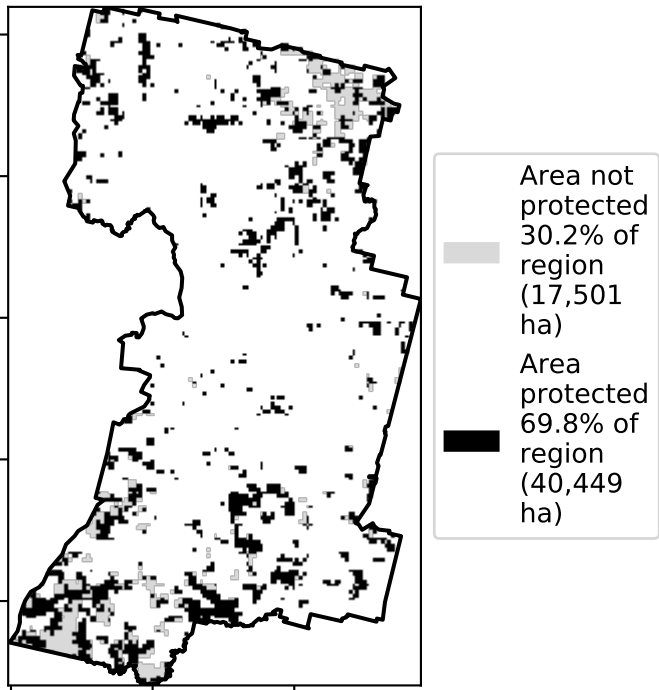 Area not
protected
30.2% of
region
(17,501
ha)
Area
protected
69.8% of
region
(40,449
ha)